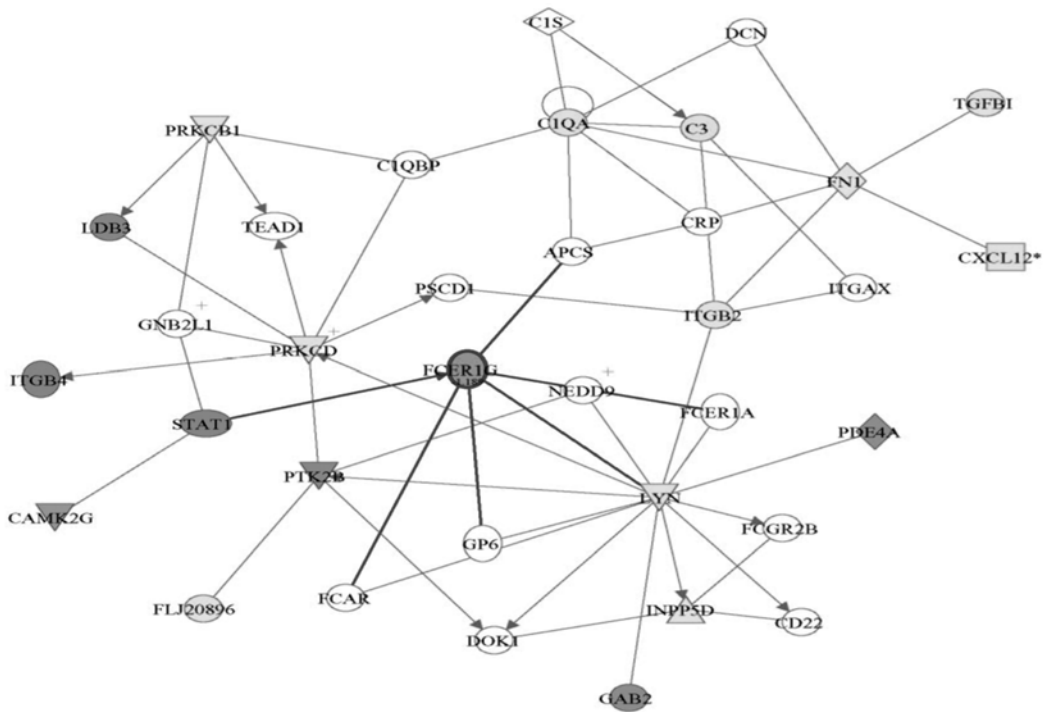 C1S
DCN
TGFBI
PRKCB1
C1QA
C3
C1QBP
FN1
LDB3
TEAD1
CRP
APCS
CXCL12*
PSCD1
ITGAX
GNB2L1
ITGB2
PRKCD
FCER1G
ITGB4
NEDD9
STAT1
FCER1A
PDE4A
PTK2B
LYN
CAMK2G
FCGR2B
GP6
FCAR
FLJ20896
INPP5D
CD22
DOK1
GAB2